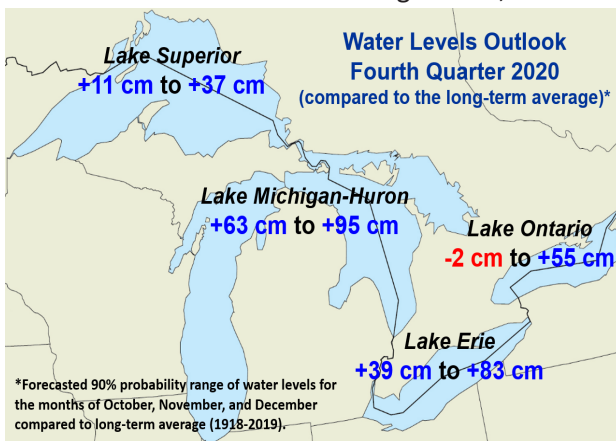 Water Levels Outlook
Fourth Quarter 2020
(compared to the long-term average)*
Lake Superior
+11 cm to +37 cm
Lake Michigan-Huron
+63 cm to +95 cm
Lake Ontario
-2 cm to +55 cm
Lake Erie
+39 cm to +83 cm
*Forecasted 90% probability range of water levels for
the months of October, November, and December
compared to long-term average (1918-2019).